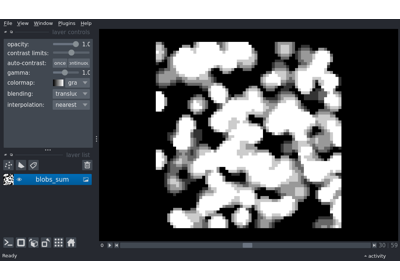 File View Window Plugins Help
layer controls
opacity: 1.0
contrast limits:
auto-contrast: once
gamma: 1.0
colormap: gra
blending: translu
interpolation: nearest
layer list
blobs_sum
0 30 59
Ready activity